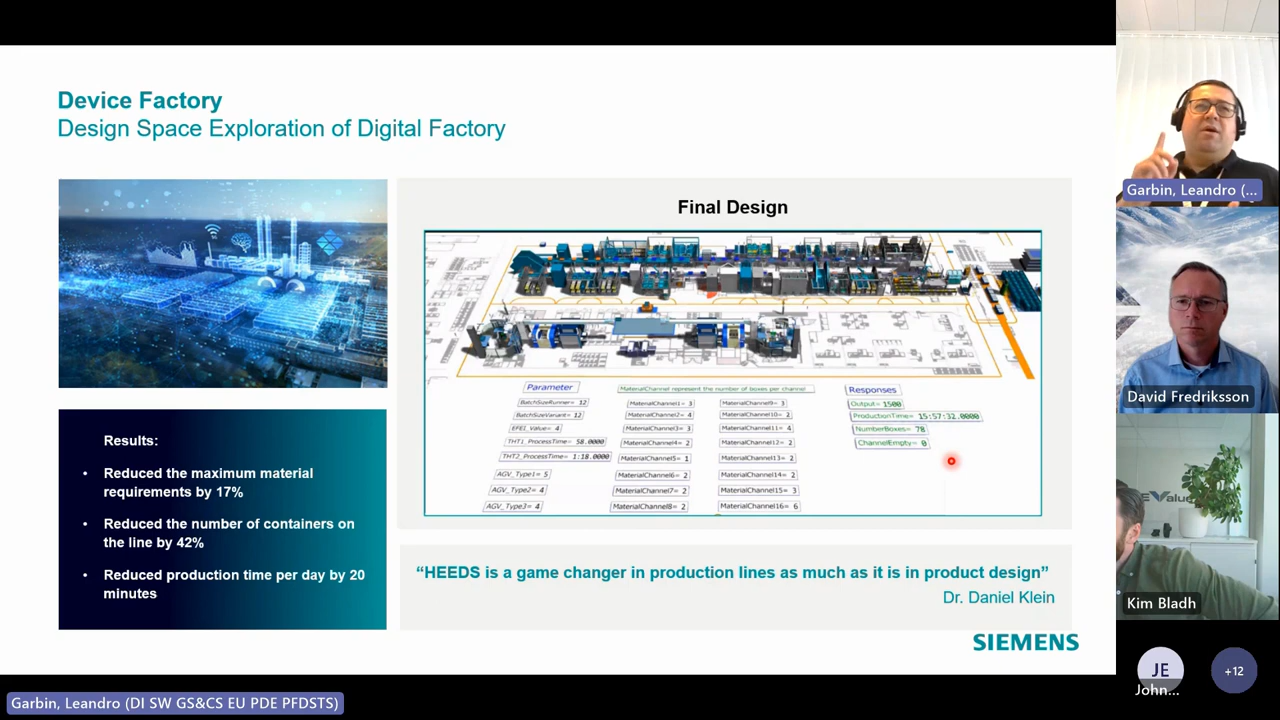 Device Factory
Design Space Exploration of Digital Factory
Final Design
Parameter
BatchSizeRunner= 12
BatchSizeVariant= 12
EFEI_Value= 4
THT1_ProcessTime= 58.0000
THT2_ProcessTime= 1:18.0000
AGV_Type1= 5
AGV_Type2= 4
AGV_Type3= 4
MaterialChannel represent the number of boxes per channel
MaterialChannel1= 3
MaterialChannel2= 4
MaterialChannel3= 3
MaterialChannel4= 2
MaterialChannel5= 1
MaterialChannel6= 2
MaterialChannel7= 2
MaterialChannel8= 2
MaterialChannel9= 3
MaterialChannel10= 2
MaterialChannel11= 4
MaterialChannel12= 2
MaterialChannel13= 2
MaterialChannel14= 2
MaterialChannel15= 3
MaterialChannel16= 6
Responses
Output= 1500
ProductionTime= 15:57:32.0000
NumberBoxes= 78
ChannelEmpty= 0
Results:
• Reduced the maximum material
requirements by 17%
• Reduced the number of containers on
the line by 42%
• Reduced production time per day by 20
minutes
“HEEDS is a game changer in production lines as much as it is in product design”
Dr. Daniel Klein
SIEMENS
Garbin, Leandro (DI SW GS&CS EU PDE PFDSTS)
Garbin, Leandro (...
David Fredriksson
EValue
Kim Bladh
JE
John...
+12